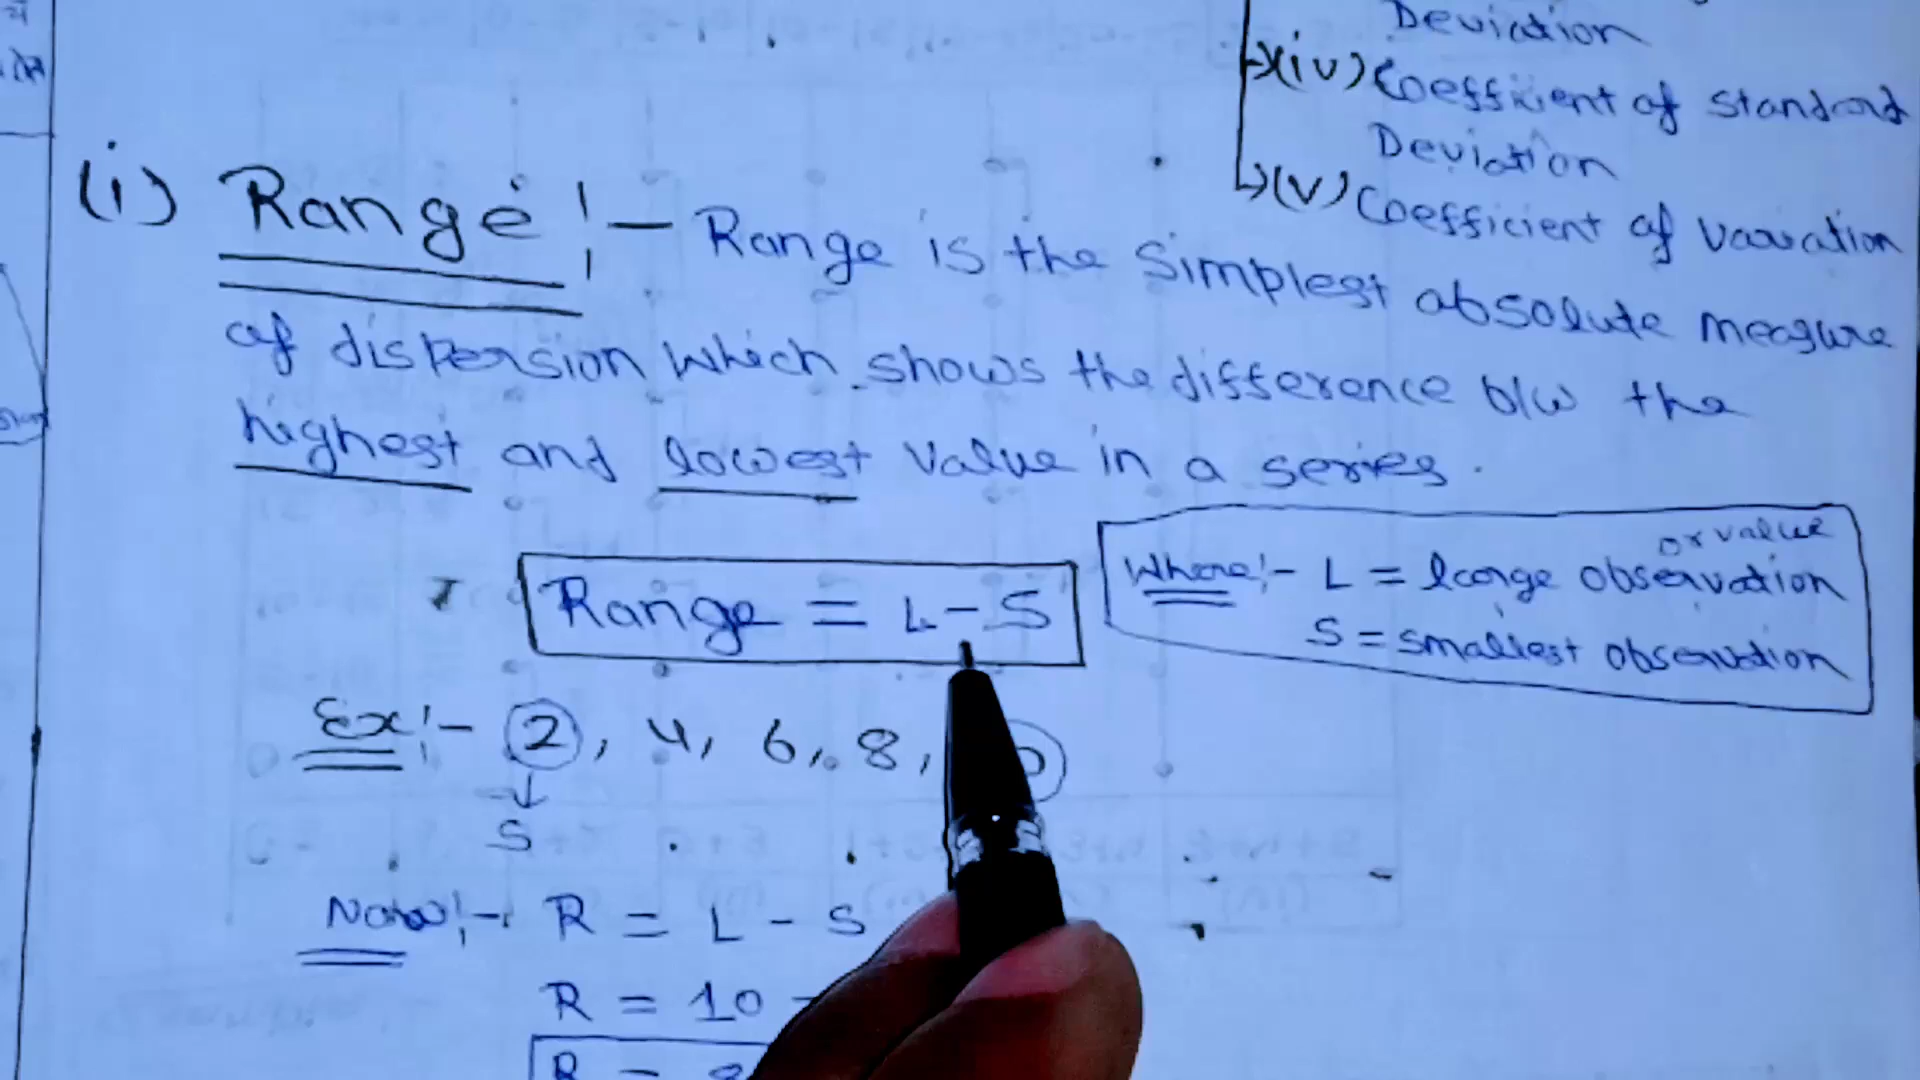 Deviation
(iv) Coefficient of Standard
Deviation
(v) Coefficient of Variation
(i) Range :- Range is the Simplest absolute measure
of dispersion which shows the difference b/w the
highest and lowest value in a series.
Range = L - S
or value
Where :- L = large observation
S = smallest observation
Ex :- 2, 4, 6, 8,
S
Now :- R = L - S
R = 10 -
R =